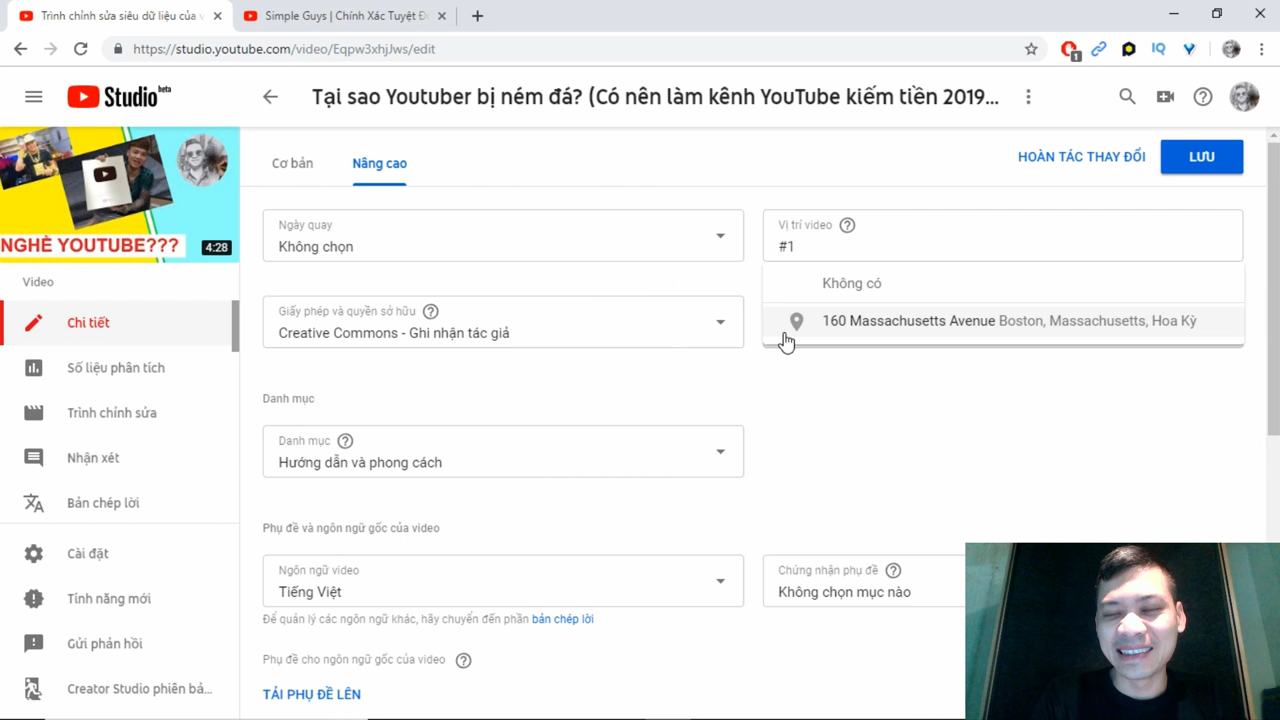 Trình chỉnh sửa siêu dữ liệu của v
Simple Guys | Chính Xác Tuyệt Đ
https://studio.youtube.com/video/Eqpw3xhjJws/edit
1
IQ
Studio beta
Tại sao Youtuber bị ném đá? (Có nên làm kênh YouTube kiếm tiền 2019...
NGHỀ YOUTUBE???
4:28
Cơ bản
Nâng cao
HOÀN TÁC THAY ĐỔI
LƯU
Ngày quay
Không chọn
Vị trí video
#1
Không có
160 Massachusetts Avenue Boston, Massachusetts, Hoa Kỳ
Giấy phép và quyền sở hữu
Creative Commons - Ghi nhận tác giả
Danh mục
Danh mục
Hướng dẫn và phong cách
Phụ đề và ngôn ngữ gốc của video
Ngôn ngữ video
Tiếng Việt
Chứng nhận phụ đề
Không chọn mục nào
Để quản lý các ngôn ngữ khác, hãy chuyển đến phần bản chép lời
Phụ đề cho ngôn ngữ gốc của video
TẢI PHỤ ĐỀ LÊN
Video
Chi tiết
Số liệu phân tích
Trình chỉnh sửa
Nhận xét
Bản chép lời
Cài đặt
Tính năng mới
Gửi phản hồi
Creator Studio phiên bả...